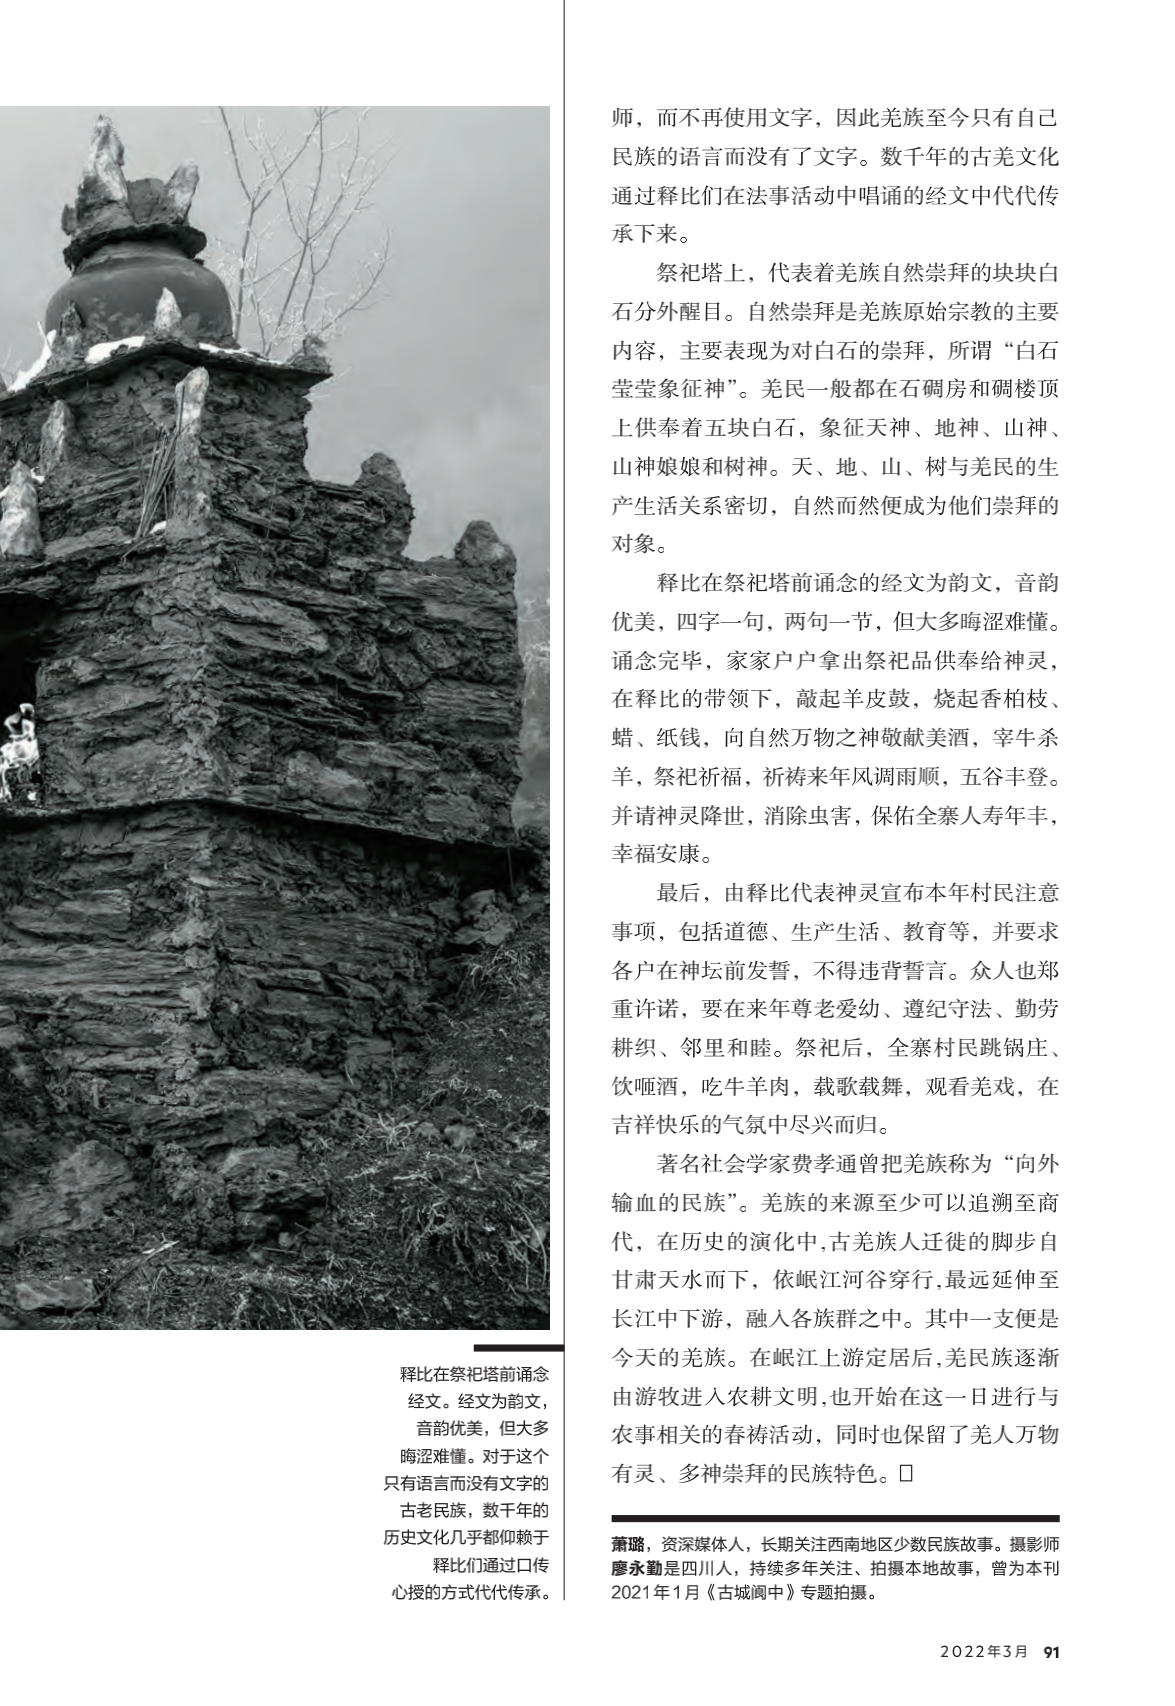 师，而不再使用文字，因此羌族至今只有自己
民族的语言而没有了文字。数千年的古羌文化
通过释比们在法事活动中唱诵的经文中代代传
承下来。
祭祀塔上，代表着羌族自然崇拜的块块白
石分外醒目。自然崇拜是羌族原始宗教的主要
内容，主要表现为对白石的崇拜，所谓“白石
莹莹象征神”。羌民一般都在石碉房和碉楼顶
上供奉着五块白石，象征天神、地神、山神、
山神娘娘和树神。天、地、山、树与羌民的生
产生活关系密切，自然而然便成为他们崇拜的
对象。
释比在祭祀塔前诵念的经文为韵文，音韵
优美，四字一句，两句一节，但大多晦涩难懂。
诵念完毕，家家户户拿出祭祀品供奉给神灵，
在释比的带领下，敲起羊皮鼓，烧起香柏枝、
蜡、纸钱，向自然万物之神敬献美酒，宰牛杀
羊，祭祀祈福，祈祷来年风调雨顺，五谷丰登。
并请神灵降世，消除虫害，保佑全寨人寿年丰，
幸福安康。
最后，由释比代表神灵宣布本年村民注意
事项，包括道德、生产生活、教育等，并要求
各户在神坛前发誓，不得违背誓言。众人也郑
重许诺，要在来年尊老爱幼、遵纪守法、勤劳
耕织、邻里和睦。祭祀后，全寨村民跳锅庄、
饮咂酒，吃牛羊肉，载歌载舞，观看羌戏，在
吉祥快乐的气氛中尽兴而归。
著名社会学家费孝通曾把羌族称为“向外
输血的民族”。羌族的来源至少可以追溯至商
代，在历史的演化中,古羌族人迁徙的脚步自
甘肃天水而下，依岷江河谷穿行,最远延伸至
长江中下游，融入各族群之中。其中一支便是
今天的羌族。在岷江上游定居后,羌民族逐渐
由游牧进入农耕文明,也开始在这一日进行与
农事相关的春祷活动，同时也保留了羌人万物
有灵、多神崇拜的民族特色。□
释比在祭祀塔前诵念
经文。经文为韵文，
音韵优美，但大多
晦涩难懂。对于这个
只有语言而没有文字的
古老民族，数千年的
历史文化几乎都仰赖于
释比们通过口传
心授的方式代代传承。
萧璐，资深媒体人，长期关注西南地区少数民族故事。摄影师
廖永勤是四川人，持续多年关注、拍摄本地故事，曾为本刊
2021年1月《古城阆中》专题拍摄。
2022年3月 91